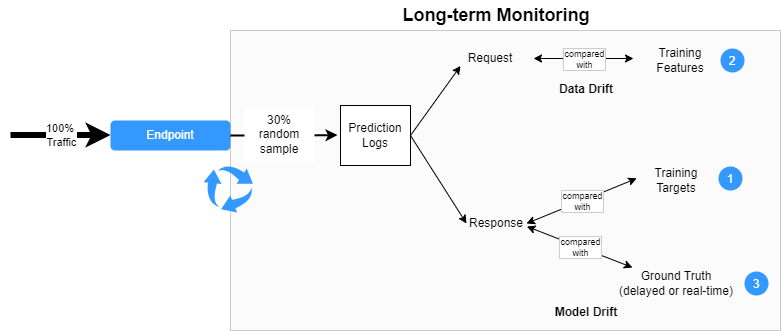 Long-term Monitoring
100%
Traffic
Endpoint
30%
random
sample
Prediction
Logs
Request
compared
with
Training
Features
2
Data Drift
Training
Targets
1
compared
with
Response
compared
with
Ground Truth
(delayed or real-time)
3
Model Drift